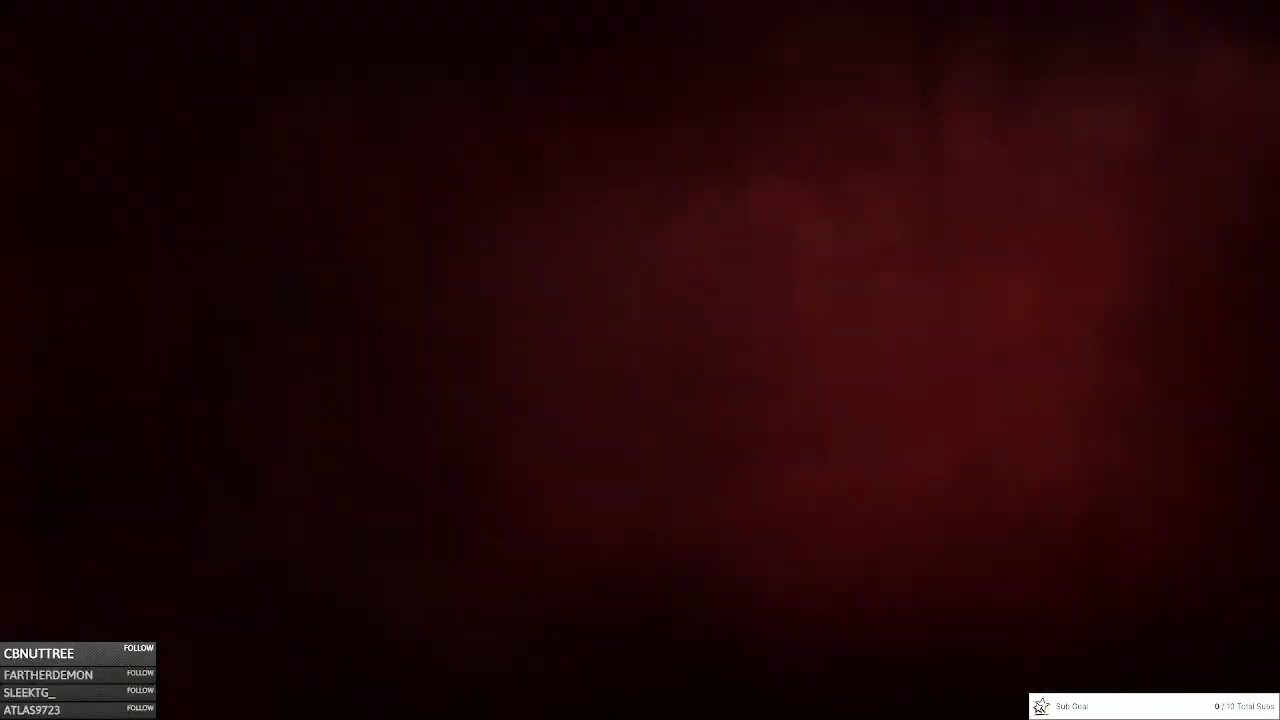 CBNUTTREE FOLLOW
FARTHERDEMON FOLLOW
SLEEKTG_ FOLLOW
ATLAS9723 FOLLOW
Sub Goal 0 / 10 Total Subs